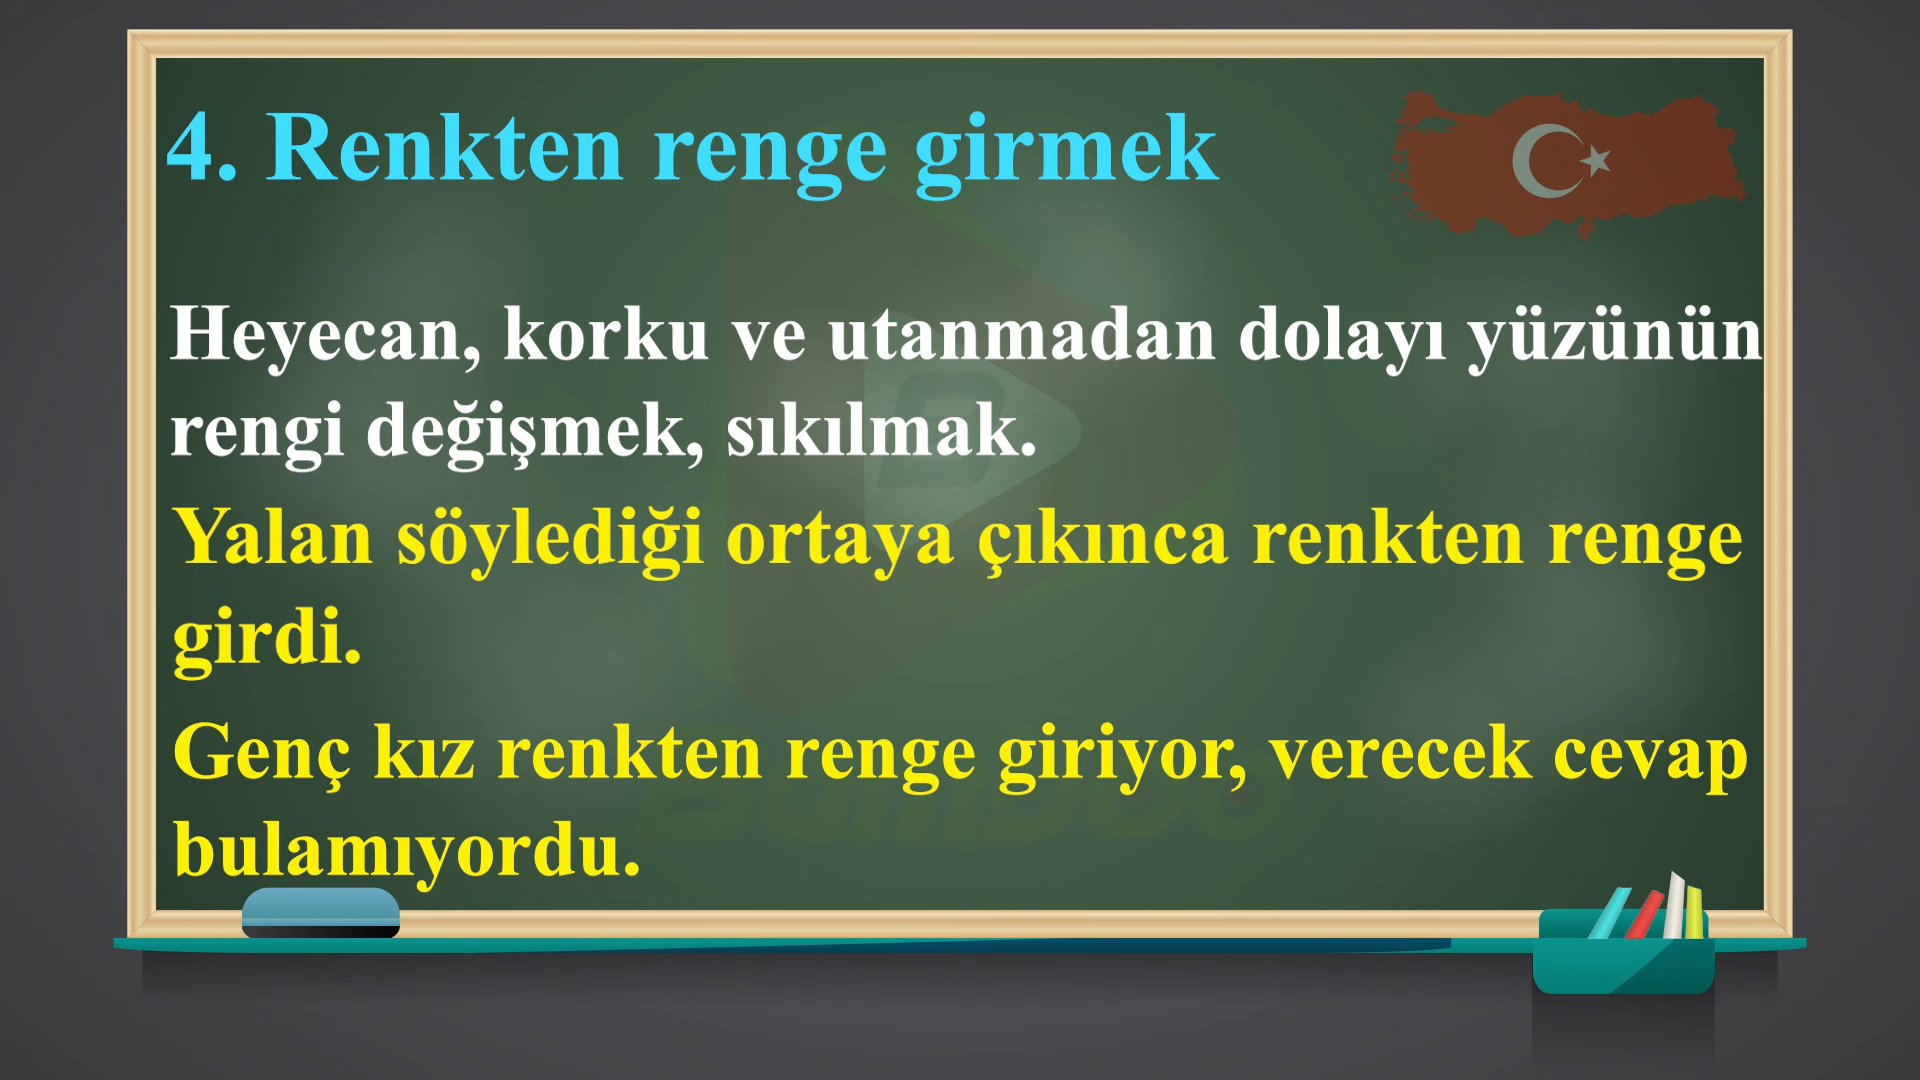 4. Renkten renge girmek
Heyecan, korku ve utanmadan dolayı yüzünün
rengi değişmek, sıkılmak.
Yalan söylediği ortaya çıkınca renkten renge
girdi.
Genç kız renkten renge giriyor, verecek cevap
bulamıyordu.